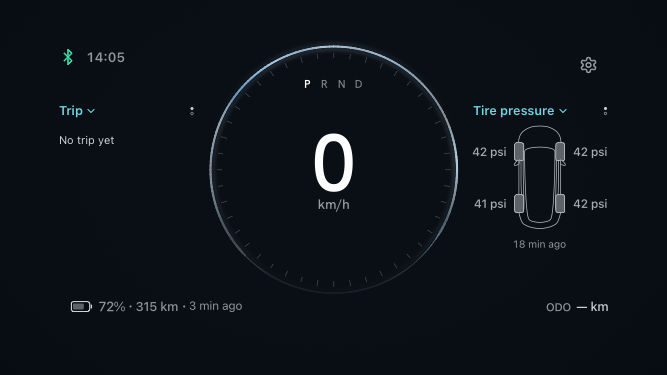 14:05
P R N D
Trip
No trip yet
0
km/h
Tire pressure
42 psi 42 psi
41 psi 42 psi
18 min ago
72% · 315 km · 3 min ago
ODO — km